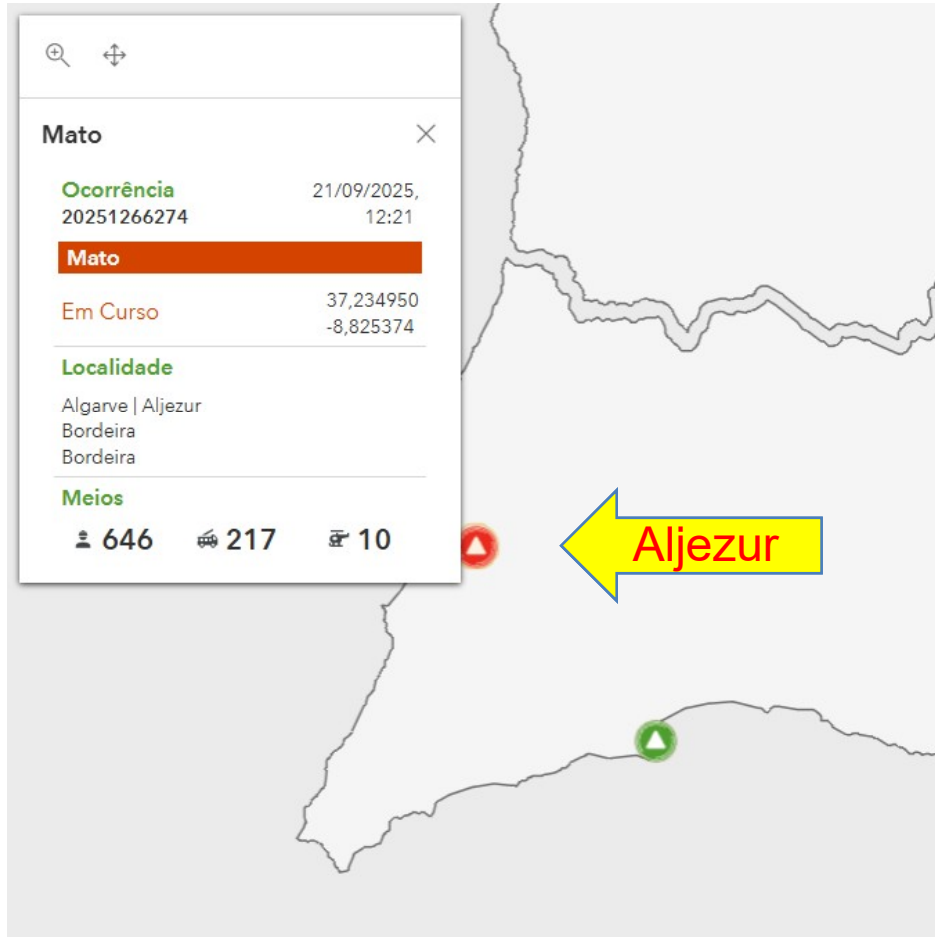 Mato
Ocorrência
21/09/2025,
20251266274
12:21
Mato
Em Curso
37,234950
-8,825374
Localidade
Algarve | Aljezur
Bordeira
Bordeira
Meios
646 217 10
Aljezur